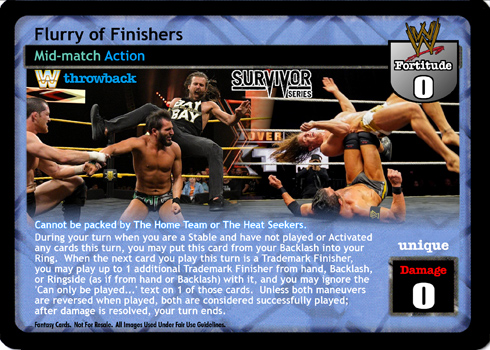 Flurry of Finishers
Mid-match Action
W
Fortitude
0
throwback
SURVIVOR
SERIES
BAY
BAY
OVER
Cannot be packed by The Home Team or The Heat Seekers.
During your turn when you are a Stable and have not played or Activated
any cards this turn, you may put this card from your Backlash into your
Ring. When the next card you play this turn is a Trademark Finisher,
you may play up to 1 additional Trademark Finisher from hand, Backlash,
or Ringside (as if from hand or Backlash) with it, and you may ignore the
'Can only be played...' text on 1 of those cards. Unless both maneuvers
are reversed when played, both are considered successfully played;
after damage is resolved, your turn ends.
unique
Damage
0
Fantasy Cards. Not For Resale. All Images Used Under Fair Use Guidelines.